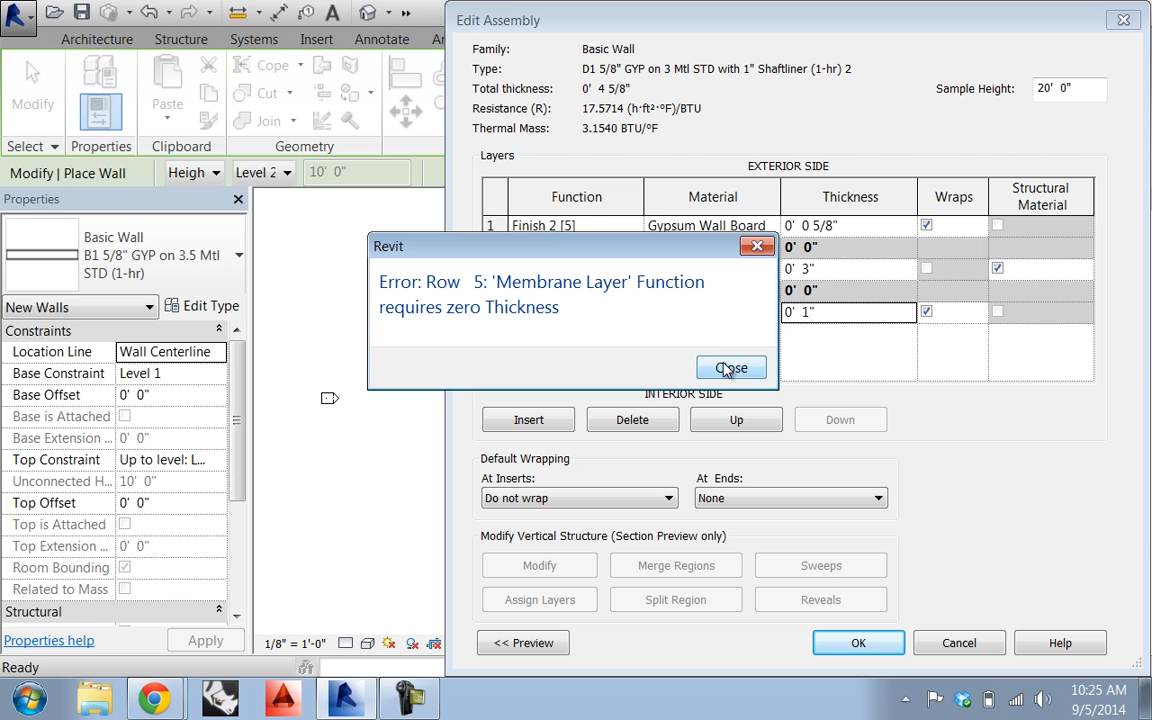 Architecture Structure Systems Insert Annotate
Modify
Paste
Cope
Cut
Join
Select Properties Clipboard Geometry
Modify | Place Wall Heigh Level 2 10' 0"
Properties
Basic Wall
B1 5/8" GYP on 3.5 Mtl
STD (1-hr)
New Walls Edit Type
Constraints
Location Line Wall Centerline
Base Constraint Level 1
Base Offset 0' 0"
Base is Attached
Base Extension ... 0' 0"
Top Constraint Up to level: L...
Unconnected H... 10' 0"
Top Offset 0' 0"
Top is Attached
Top Extension ... 0' 0"
Room Bounding
Related to Mass
Structural
Properties help Apply
Ready
1/8" = 1'-0"
Edit Assembly
Family: Basic Wall
Type: D1 5/8" GYP on 3 Mtl STD with 1" Shaftliner (1-hr) 2
Total thickness: 0' 4 5/8"
Resistance (R): 17.5714 (h·ft²·°F)/BTU
Thermal Mass: 3.1540 BTU/°F
Sample Height: 20' 0"
Layers
EXTERIOR SIDE
Function Material Thickness Wraps Structural Material
1 Finish 2 [5] Gypsum Wall Board 0' 0 5/8"
0' 0"
0' 3"
0' 0"
0' 1"
INTERIOR SIDE
Insert Delete Up Down
Default Wrapping
At Inserts: At Ends:
Do not wrap None
Modify Vertical Structure (Section Preview only)
Modify Merge Regions Sweeps
Assign Layers Split Region Reveals
<< Preview OK Cancel Help
Revit
Error: Row 5: 'Membrane Layer' Function
requires zero Thickness
Close
10:25 AM
9/5/2014